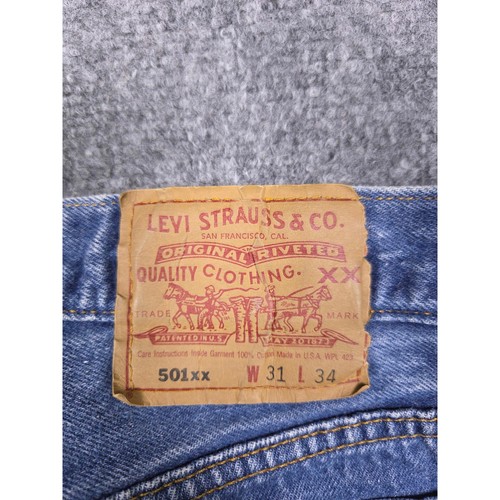 LEVI STRAUSS & CO.
SAN FRANCISCO, CAL.
ORIGINAL RIVETED
QUALITY CLOTHING. XX
TRADE MARK
PATENTED IN U.S. MAY 20 1873
Care Instructions Inside Garment 100% Cotton Made in U.S.A. WPL 423
501xx W 31 L 34